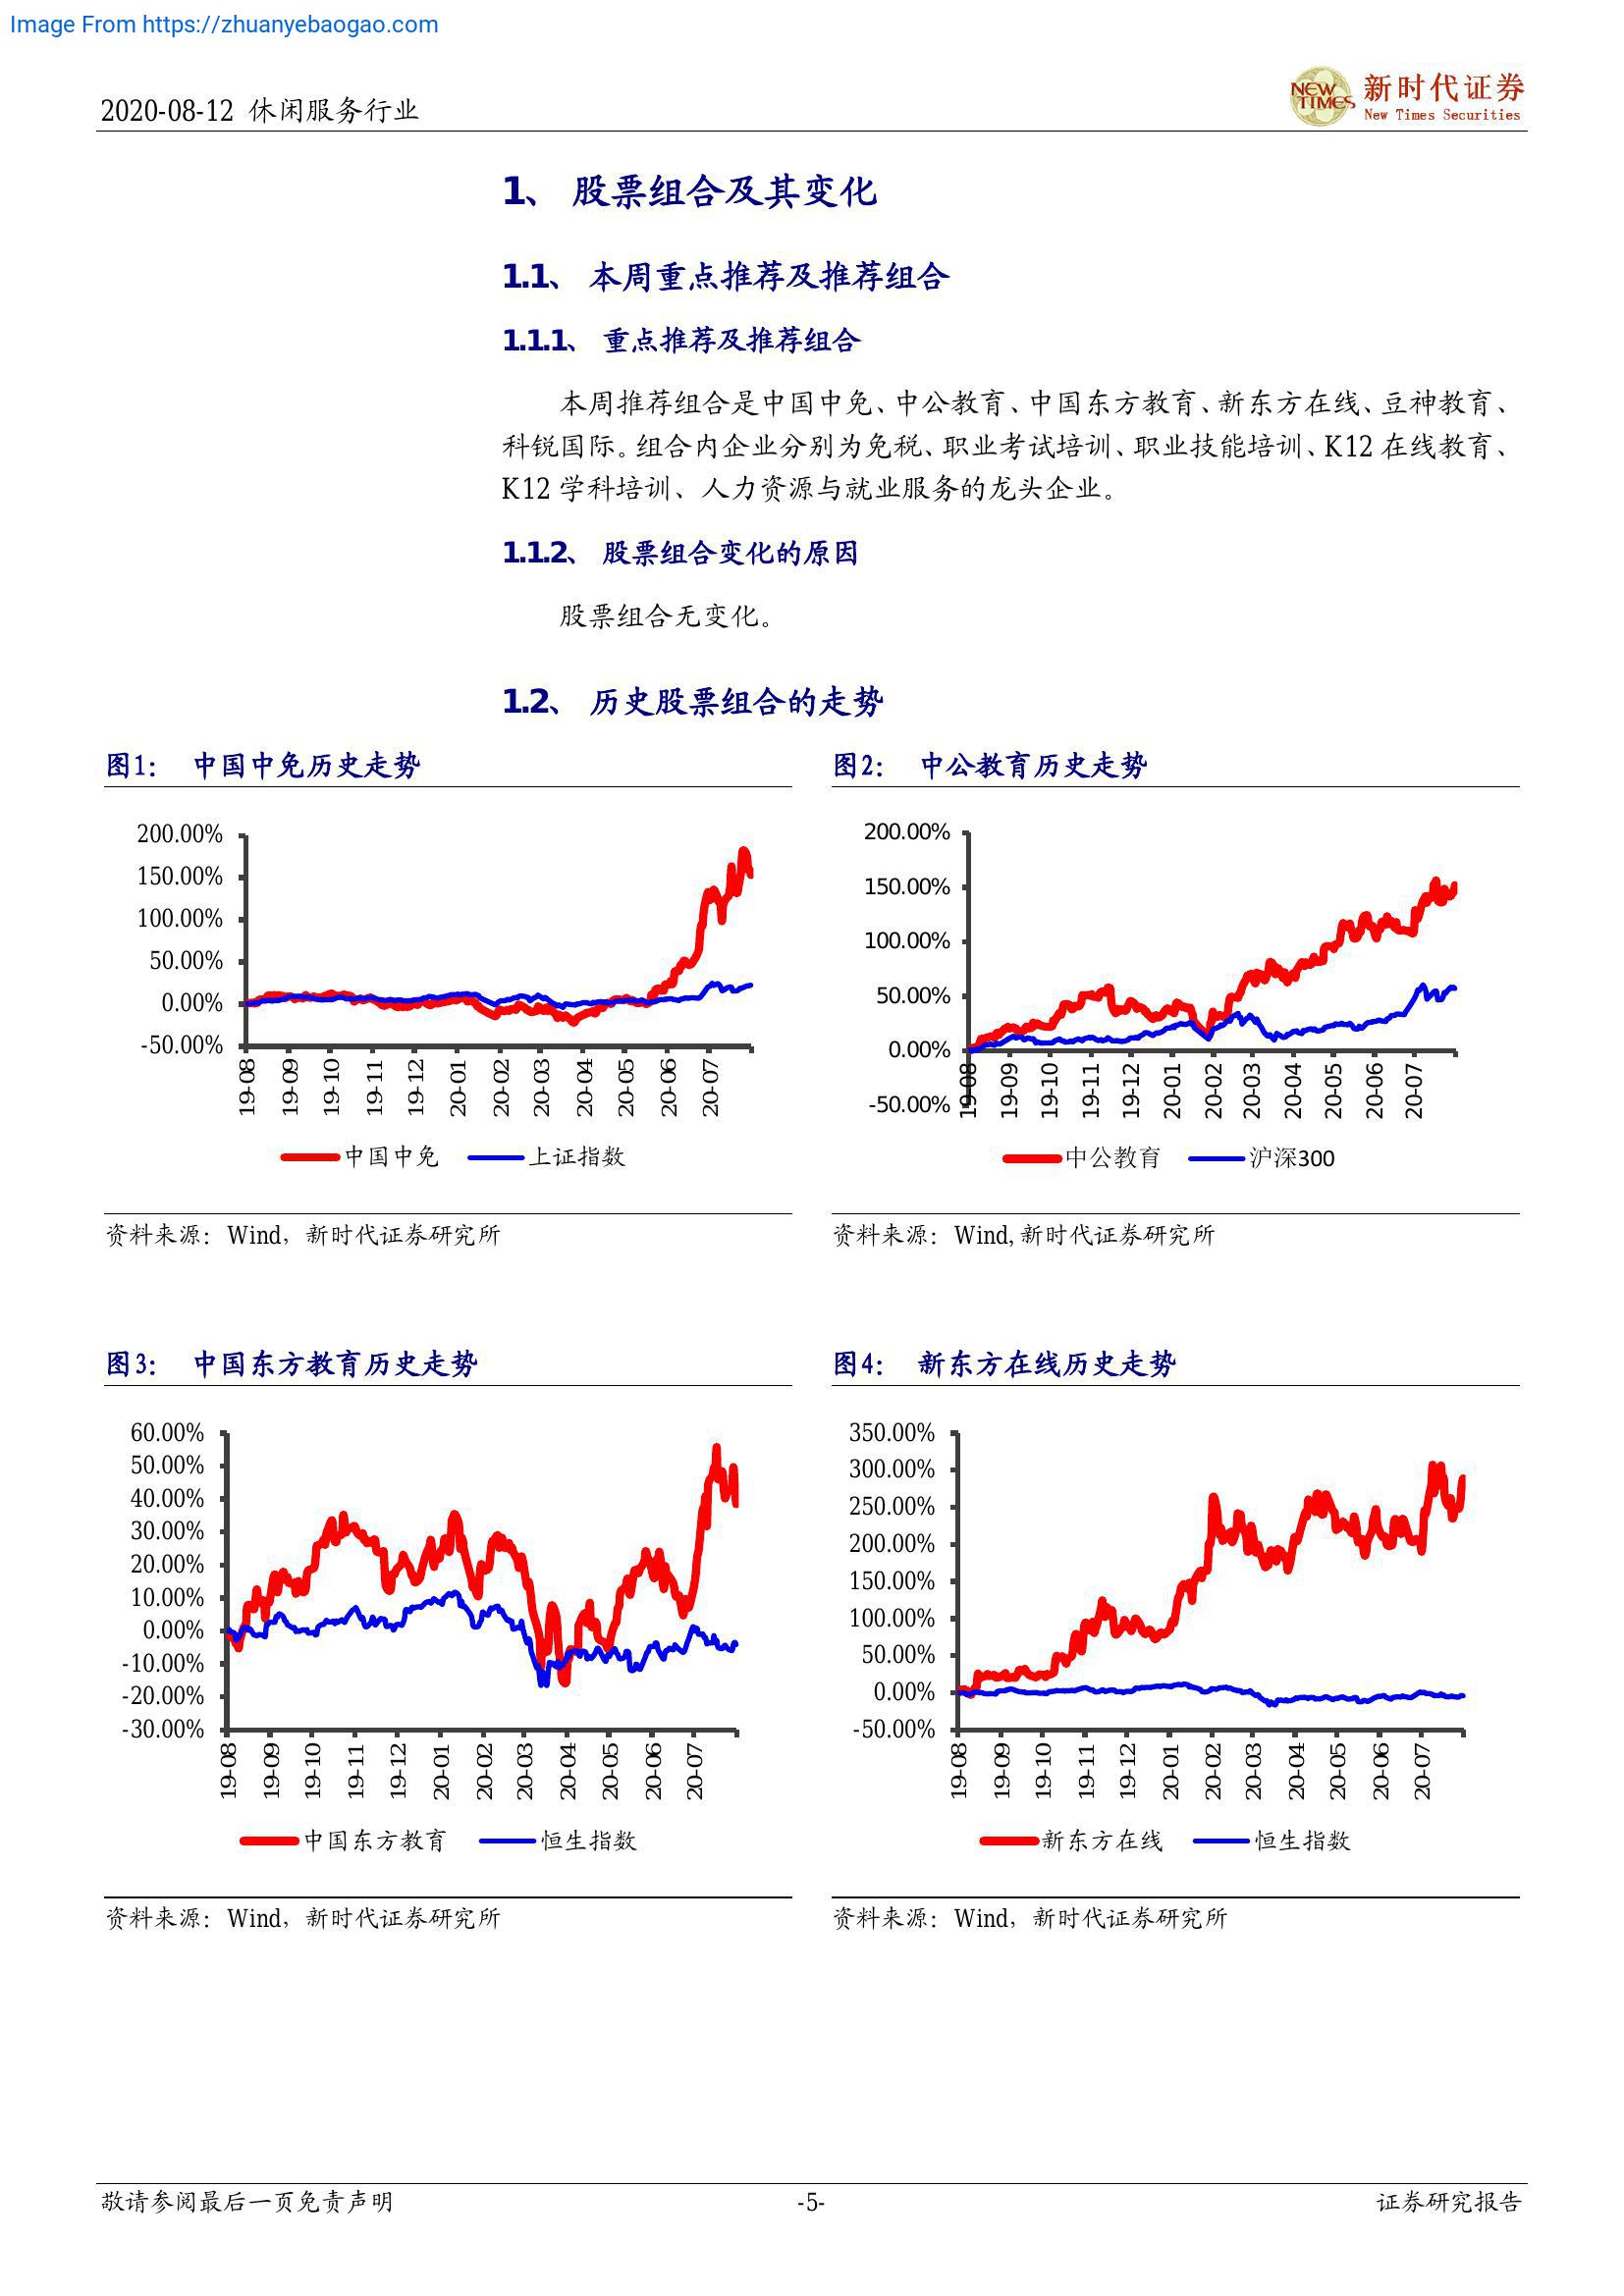 Image From https://zhuanyebaogao.com
2020-08-12 休闲服务行业
NEW TIMES 新时代证券
New Times Securities
1、 股票组合及其变化
1.1、 本周重点推荐及推荐组合
1.1.1、 重点推荐及推荐组合
本周推荐组合是中国中免、中公教育、中国东方教育、新东方在线、豆神教育、
科锐国际。组合内企业分别为免税、职业考试培训、职业技能培训、K12 在线教育、
K12 学科培训、人力资源与就业服务的龙头企业。
1.1.2、 股票组合变化的原因
股票组合无变化。
1.2、 历史股票组合的走势
图1： 中国中免历史走势
200.00%
150.00%
100.00%
50.00%
0.00%
-50.00%
19-08 19-09 19-10 19-11 19-12 20-01 20-02 20-03 20-04 20-05 20-06 20-07
中国中免 上证指数
资料来源：Wind，新时代证券研究所
图2： 中公教育历史走势
200.00%
150.00%
100.00%
50.00%
0.00%
-50.00%
19-08 19-09 19-10 19-11 19-12 20-01 20-02 20-03 20-04 20-05 20-06 20-07
中公教育 沪深300
资料来源：Wind,新时代证券研究所
图3： 中国东方教育历史走势
60.00%
50.00%
40.00%
30.00%
20.00%
10.00%
0.00%
-10.00%
-20.00%
-30.00%
19-08 19-09 19-10 19-11 19-12 20-01 20-02 20-03 20-04 20-05 20-06 20-07
中国东方教育 恒生指数
资料来源：Wind，新时代证券研究所
图4： 新东方在线历史走势
350.00%
300.00%
250.00%
200.00%
150.00%
100.00%
50.00%
0.00%
-50.00%
19-08 19-09 19-10 19-11 19-12 20-01 20-02 20-03 20-04 20-05 20-06 20-07
新东方在线 恒生指数
资料来源：Wind，新时代证券研究所
敬请参阅最后一页免责声明 -5- 证券研究报告